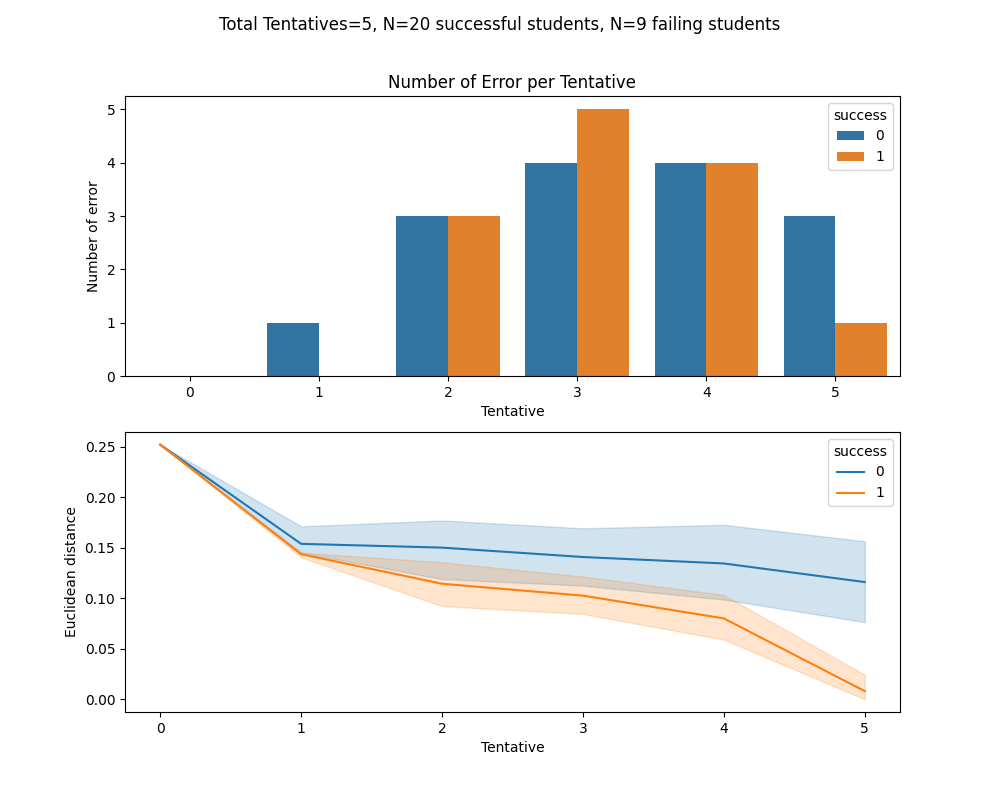 Total Tentatives=5, N=20 successful students, N=9 failing students
Number of Error per Tentative
success
0
1
Number of error
5
4
3
2
1
0
0 1 2 3 4 5
Tentative
success
0
1
Euclidean distance
0.25
0.20
0.15
0.10
0.05
0.00
0 1 2 3 4 5
Tentative